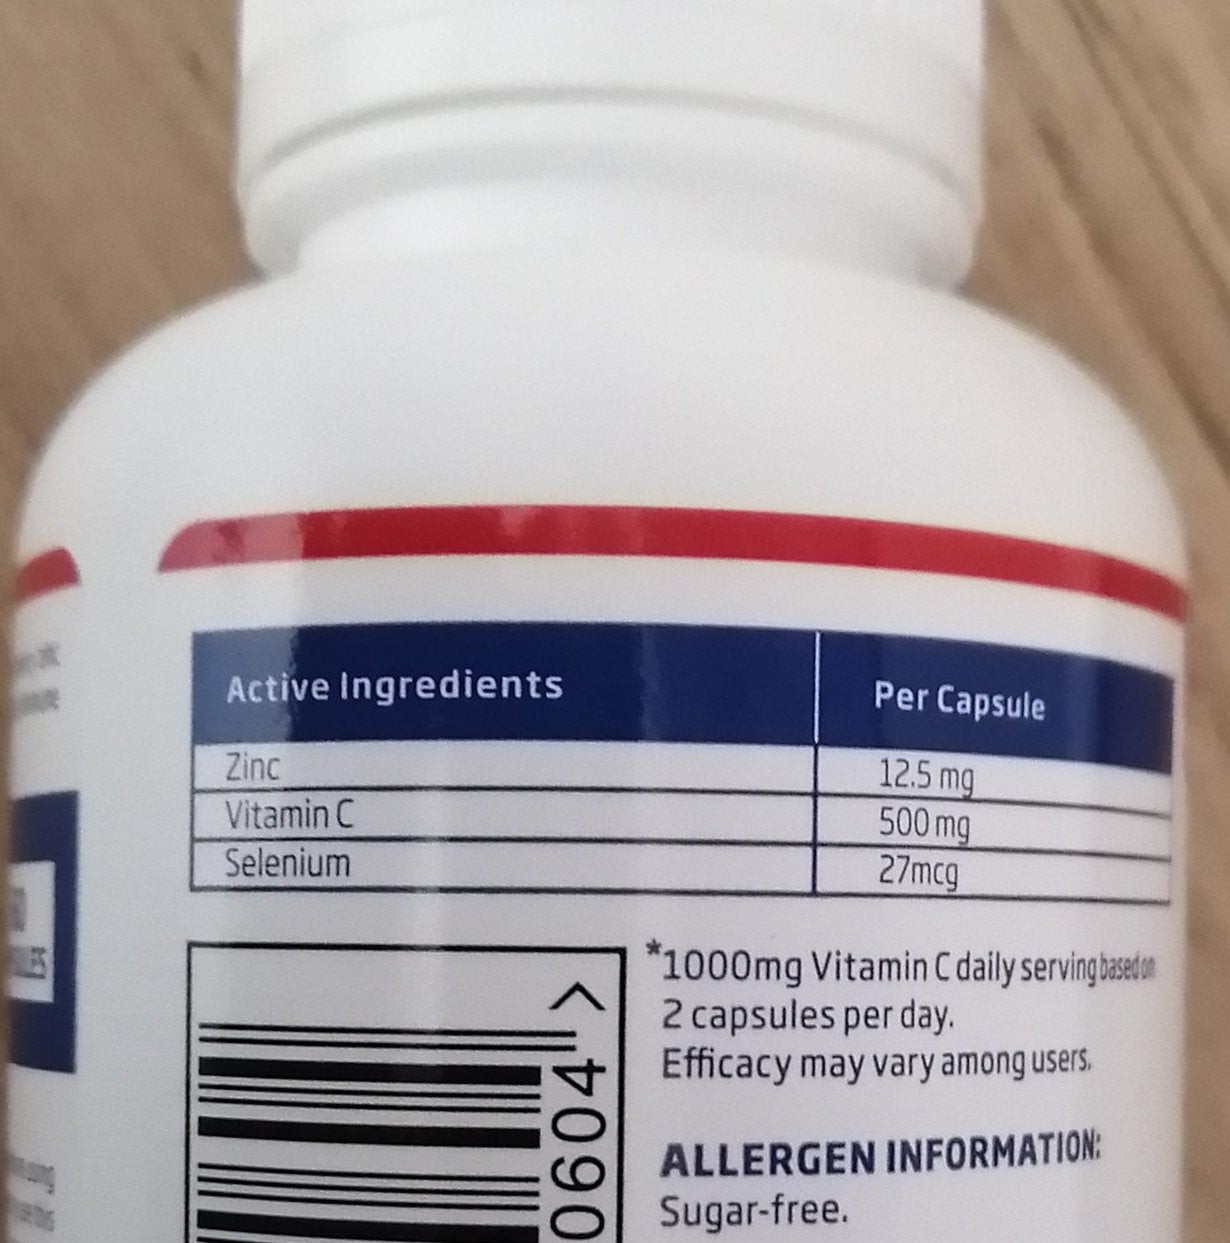 Active Ingredients Per Capsule
Zinc 12.5 mg
Vitamin C 500 mg
Selenium 27mcg
*1000mg Vitamin C daily serving based on
2 capsules per day.
Efficacy may vary among users.
ALLERGEN INFORMATION:
Sugar-free.
0604 >